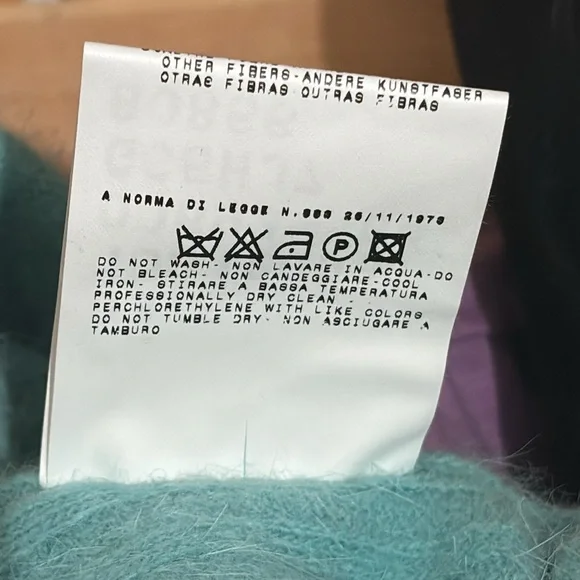 OTHER FIBERS-ANDERE KUNSTFASER
OTRAS FIBRAS OUTRAS FIBRAS
A NORMA DI LEGGE N.883 26/11/1973
P
DO NOT WASH- NON LAVARE IN ACQUA-DO
NOT BLEACH- NON CANDEGGIARE-COOL
IRON- STIRARE A BASSA TEMPERATURA
PROFESSIONALLY DRY CLEAN -
PERCHLORETHYLENE WITH LIKE COLORS
DO NOT TUMBLE DRY- NON ASCIUGARE A
TAMBURO